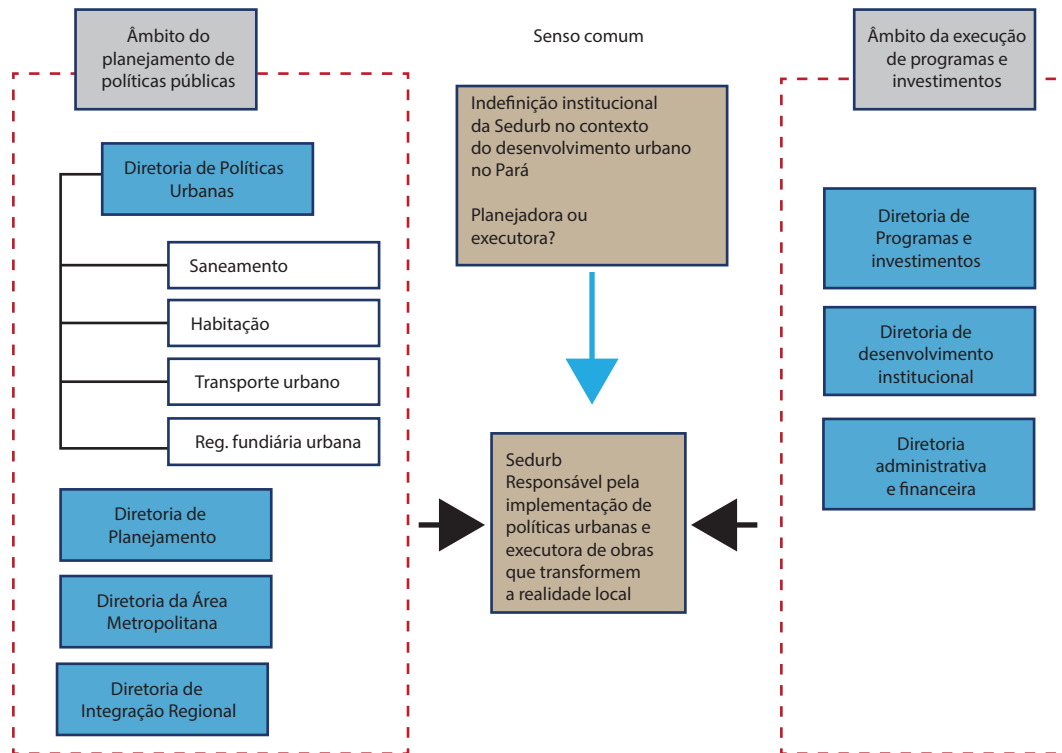 Âmbito do
planejamento de
políticas públicas
Diretoria de Políticas
Urbanas
Saneamento
Habitação
Transporte urbano
Reg. fundiária urbana
Diretoria de
Planejamento
Diretoria da Área
Metropolitana
Diretoria de
Integração Regional
Senso comum
Indefinição institucional
da Sedurb no contexto
do desenvolvimento urbano
no Pará
Planejadora ou
executora?
Sedurb
Responsável pela
implementação de
políticas urbanas e
executora de obras
que transformem
a realidade local
Âmbito da execução
de programas e
investimentos
Diretoria de
Programas e
investimentos
Diretoria de
desenvolvimento
institucional
Diretoria
administrativa
e financeira